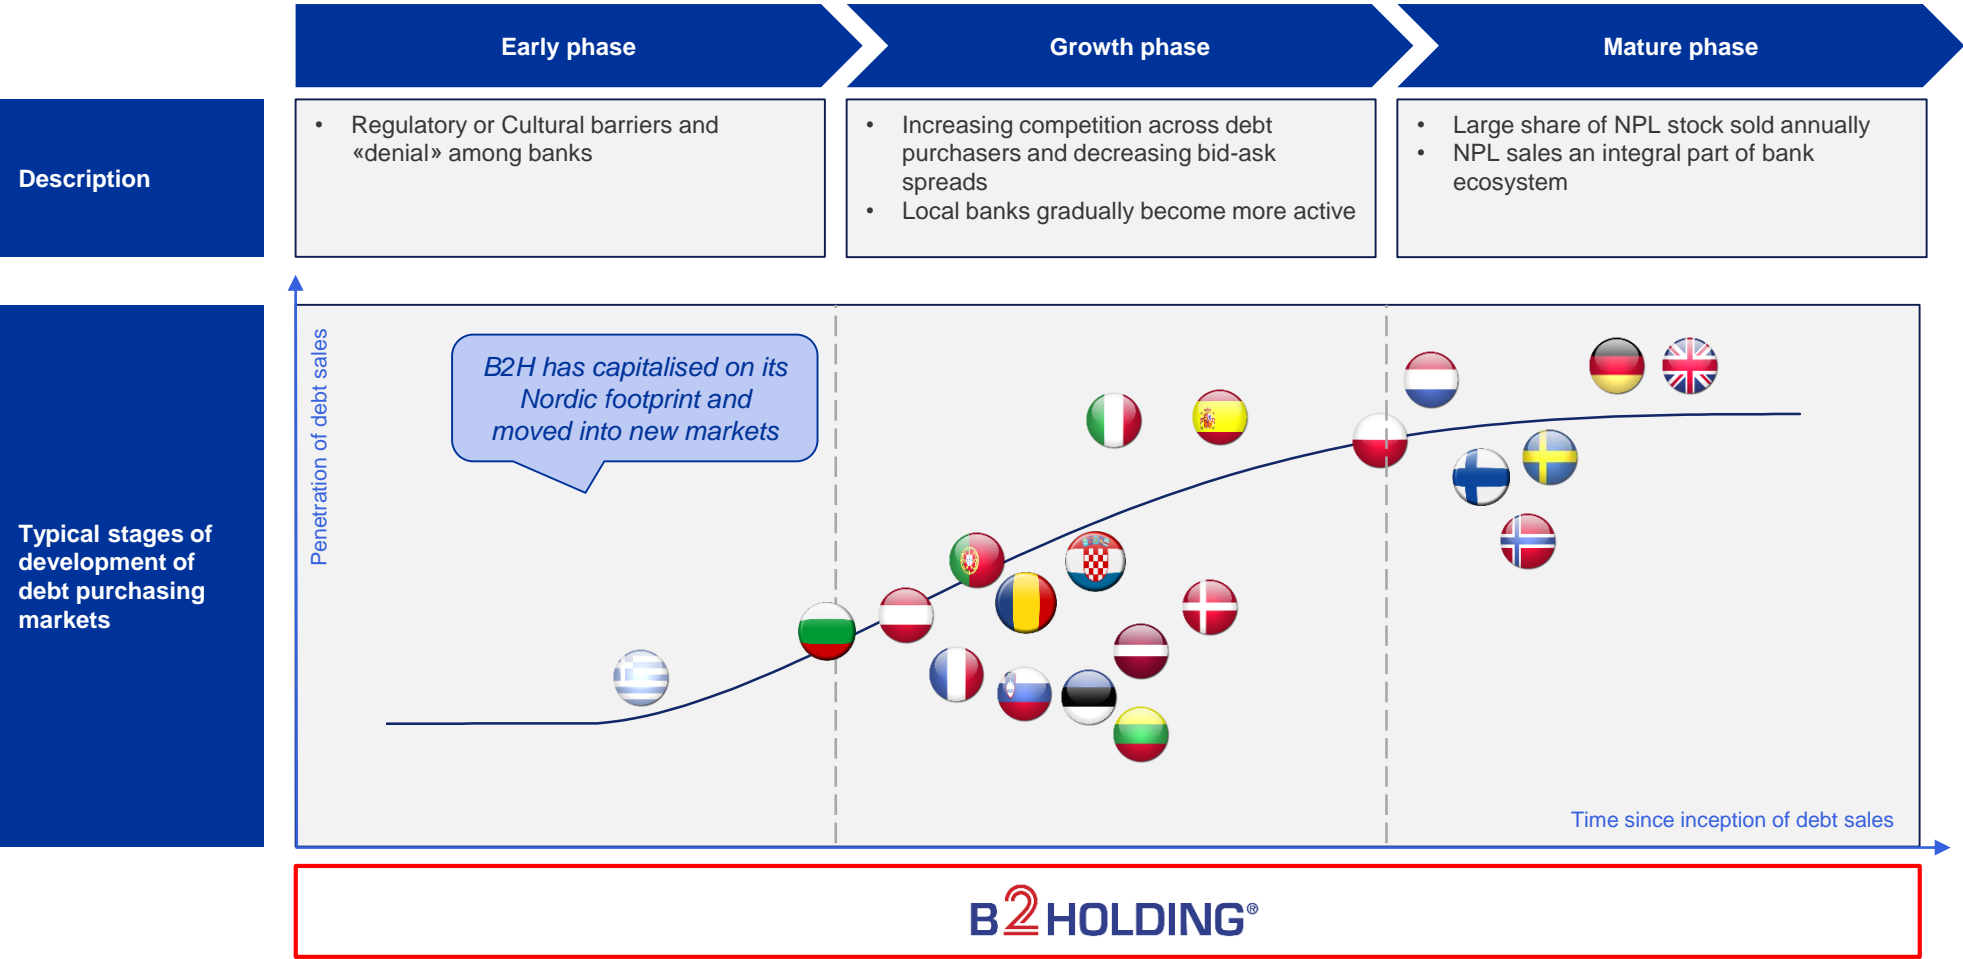 Early phase
Growth phase
Mature phase
Description
• Regulatory or Cultural barriers and
«denial» among banks
• Increasing competition across debt
purchasers and decreasing bid-ask
spreads
• Local banks gradually become more active
• Large share of NPL stock sold annually
• NPL sales an integral part of bank
ecosystem
Typical stages of
development of
debt purchasing
markets
Penetration of debt sales
B2H has capitalised on its
Nordic footprint and
moved into new markets
Time since inception of debt sales
B2HOLDING®